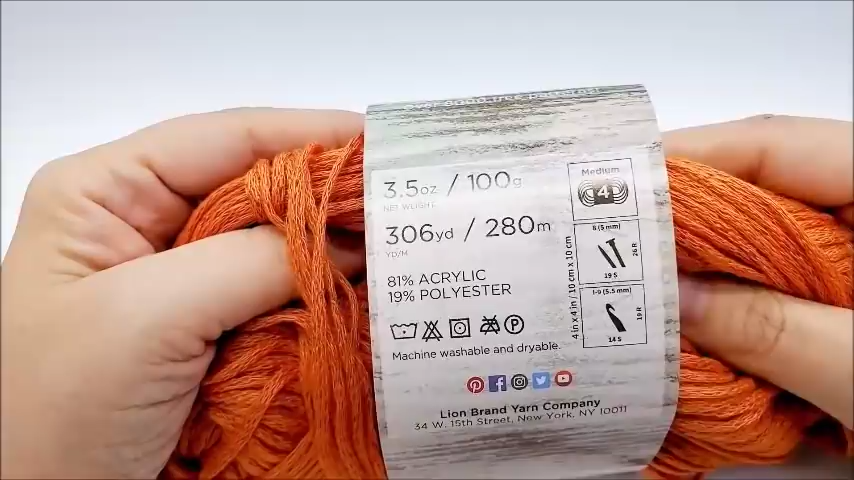 3.5oz / 100g
NET WEIGHT
306yd / 280m
YD/M
81% ACRYLIC
19% POLYESTER
Machine washable and dryable.
Medium
4
8 (5 mm)
26 R
19 S
4 in x 4 in / 10 cm x 10 cm
I-9 (5.5 mm)
19 R
14 S
Lion Brand Yarn Company
34 W. 15th Street, New York, NY 10011